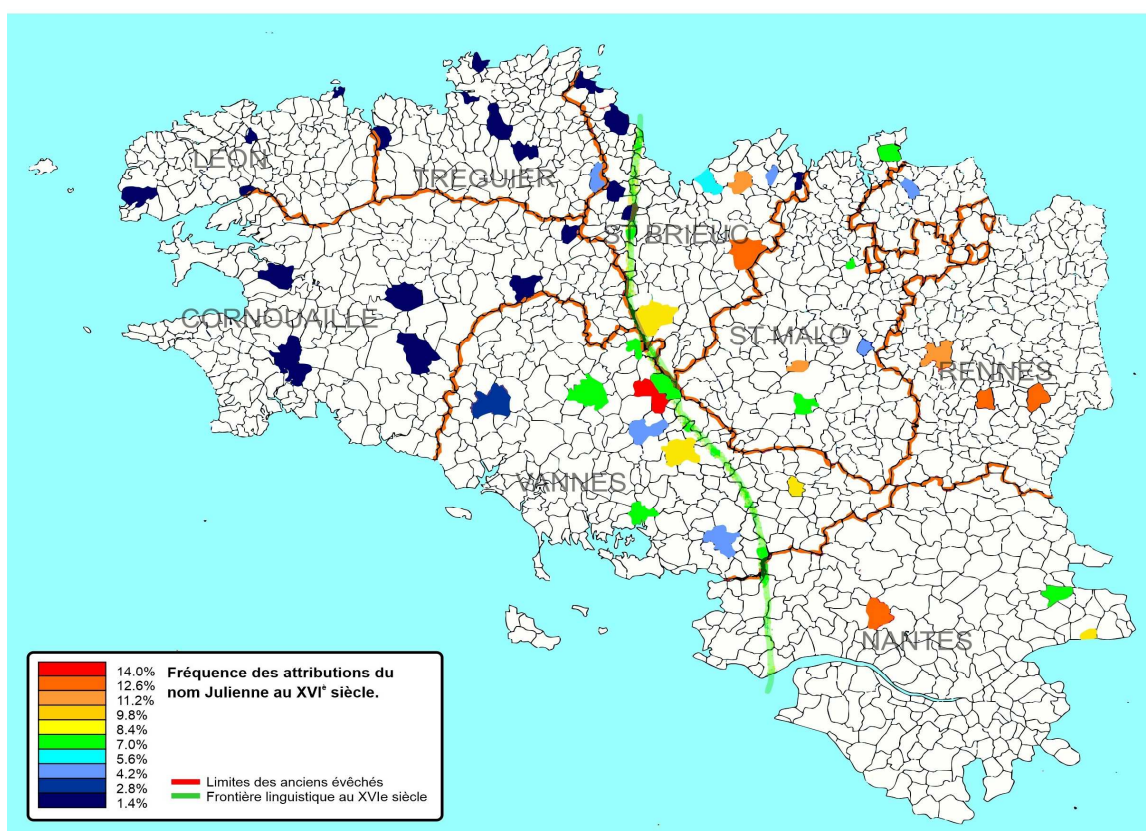 LEON
TREGUIER
ST BRIEUC
CORNOUAILLE
ST MALO
RENNES
VANNES
NANTES
14.0%
12.6%
11.2%
9.8%
8.4%
7.0%
5.6%
4.2%
2.8%
1.4%
Fréquence des attributions du
nom Julienne au XVIè siècle.
Limites des anciens évêchés
Frontière linguistique au XVIe siècle